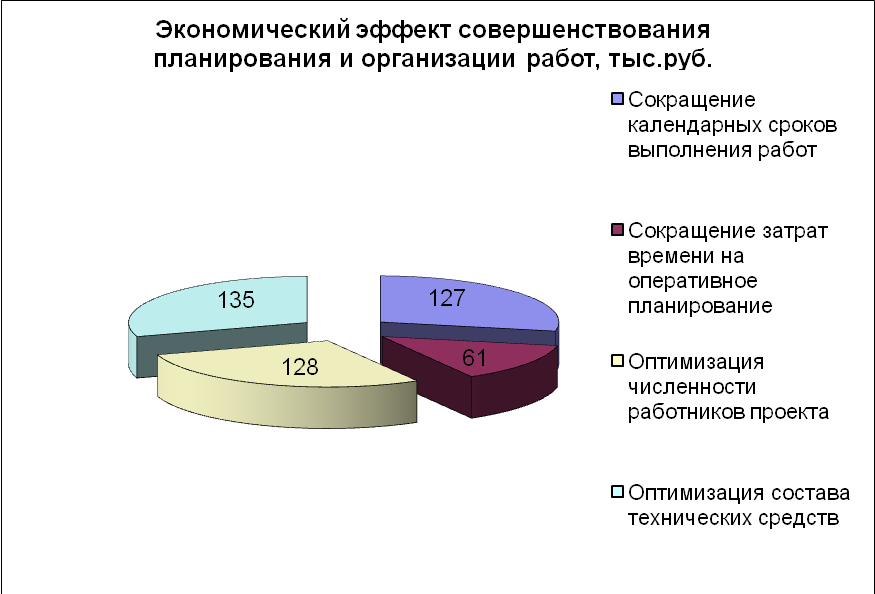 Экономический эффект совершенствования
планирования и организации работ, тыс.руб.
Сокращение
календарных сроков
выполнения работ
Сокращение затрат
времени на
оперативное
планирование
Оптимизация
численности
работников проекта
Оптимизация состава
технических средств
135
127
128
61